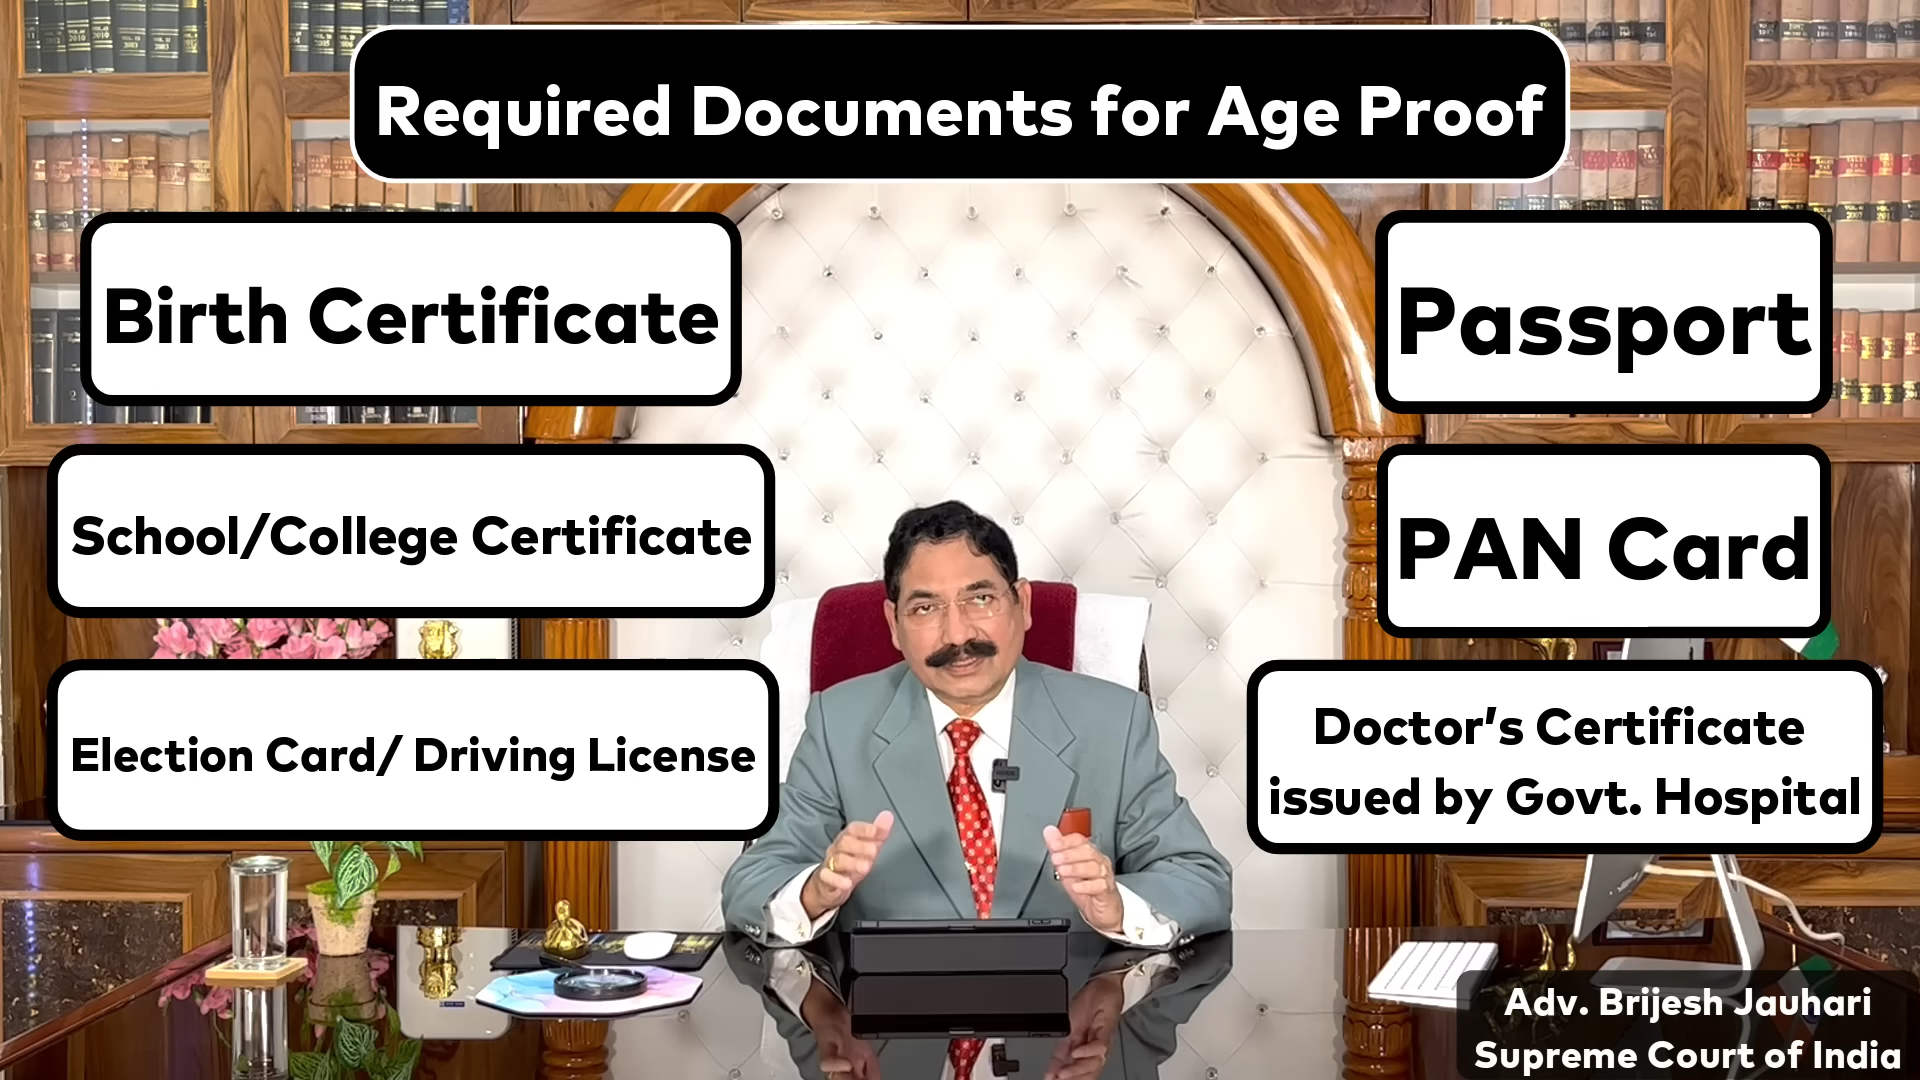 Required Documents for Age Proof
Birth Certificate
Passport
School/College Certificate
PAN Card
Election Card/ Driving License
Doctor's Certificate
issued by Govt. Hospital
Adv. Brijesh Jauhari
Supreme Court of India